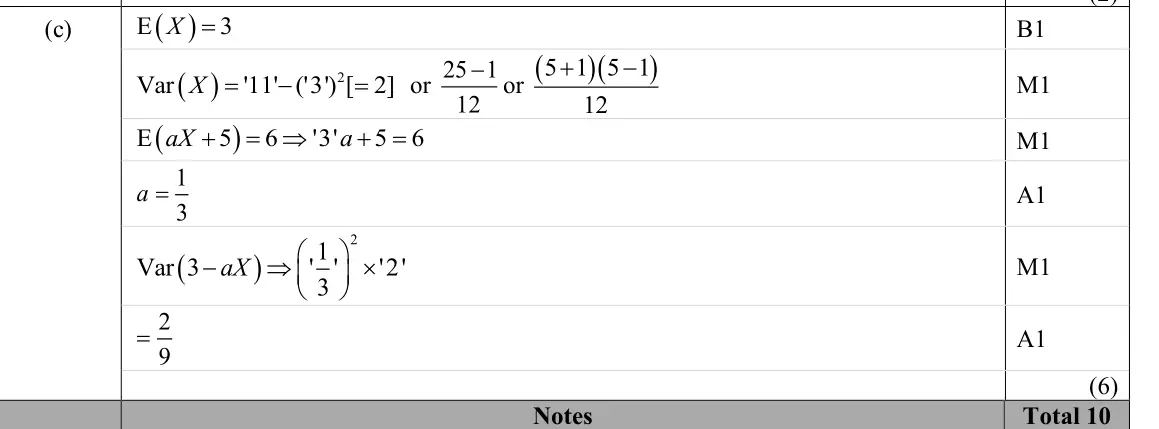 (2)
(c) E(X) = 3 B1
Var(X) = '11'−('3')²[= 2] or (25−1)/12 or (5+1)(5−1)/12 M1
E(aX + 5) = 6 ⇒ '3'a + 5 = 6 M1
a = 1/3 A1
Var(3 − aX) ⇒ ('1/3')² × '2' M1
= 2/9 A1
(6)
Notes Total 10